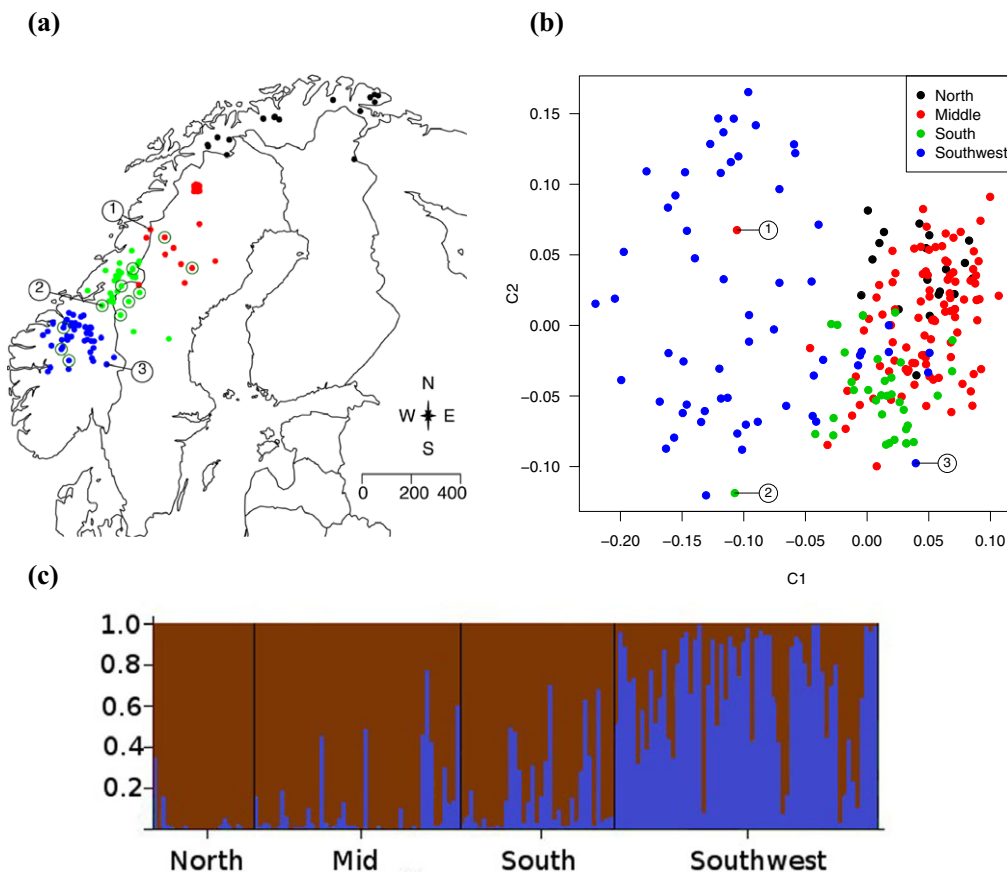 (a)
(b)
1
2
3
N
W E
S
0 200 400
North
Middle
South
Southwest
0.15
0.10
0.05
0.00
−0.05
−0.10
C2
1
2
3
−0.20 −0.15 −0.10 −0.05 0.00 0.05 0.10
C1
(c)
1.0
0.8
0.6
0.4
0.2
North Mid South Southwest